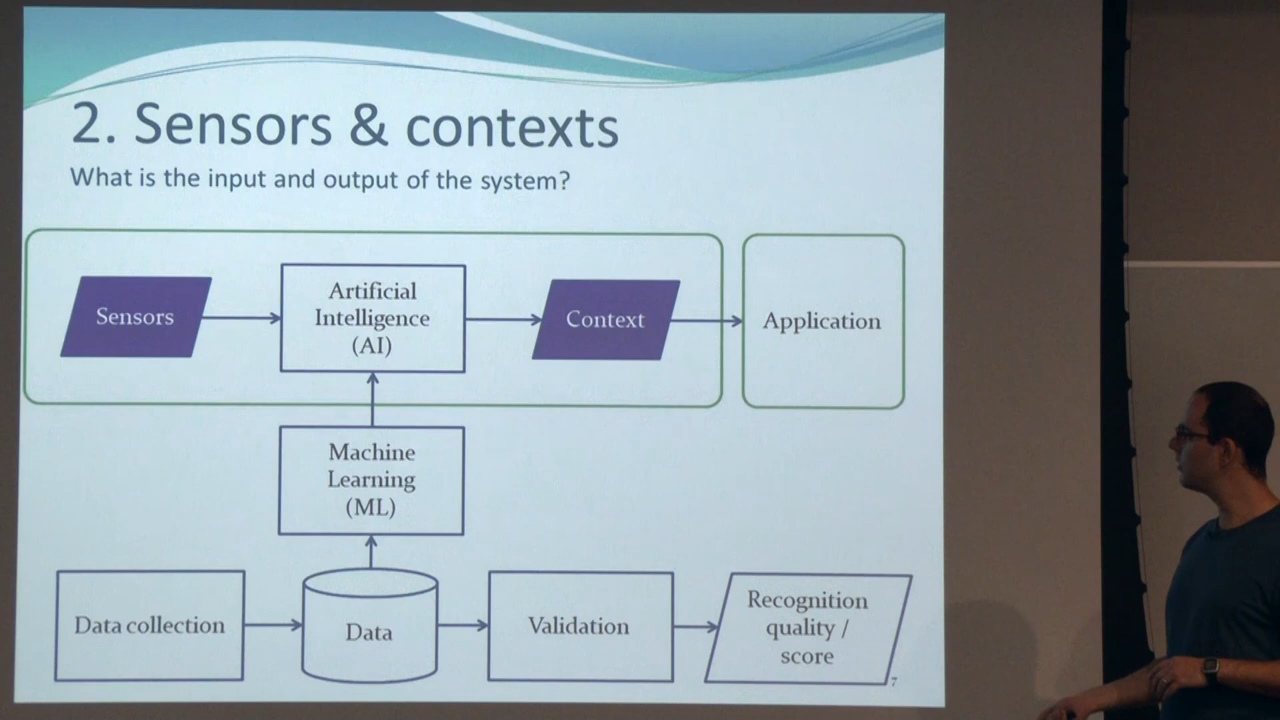 2. Sensors & contexts
What is the input and output of the system?
Sensors
Artificial
Intelligence
(AI)
Context
Application
Machine
Learning
(ML)
Data collection
Data
Validation
Recognition
quality /
score
7